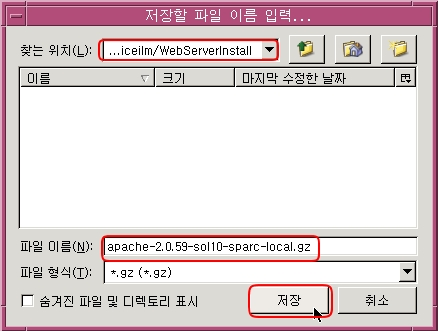 저장할 파일 이름 입력...
찾는 위치(L): ...iceilm/WebServerInstall
이름 크기 마지막 수정한 날짜
파일 이름(N): apache-2.0.59-sol10-sparc-local.gz
파일 형식(T): *.gz (*.gz)
숨겨진 파일 및 디렉토리 표시 저장 취소